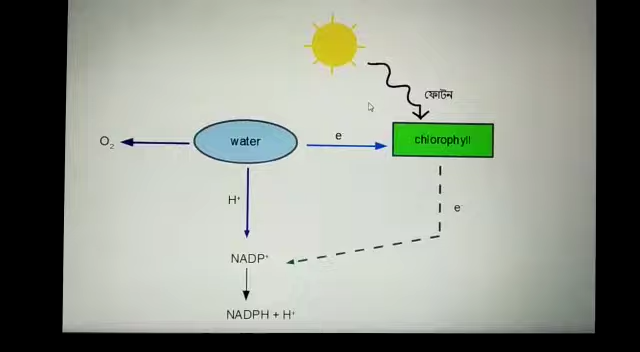 ফোটন
O₂
water
e
chlorophyll
H⁺
e
NADP⁺
NADPH + H⁺